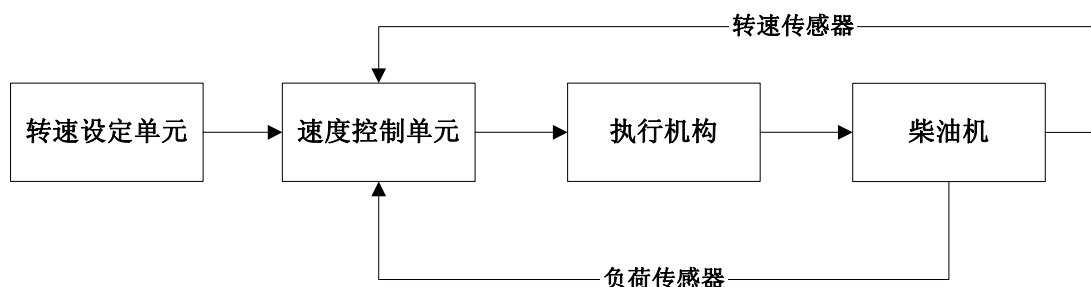 转速传感器
转速设定单元
速度控制单元
执行机构
柴油机
负荷传感器